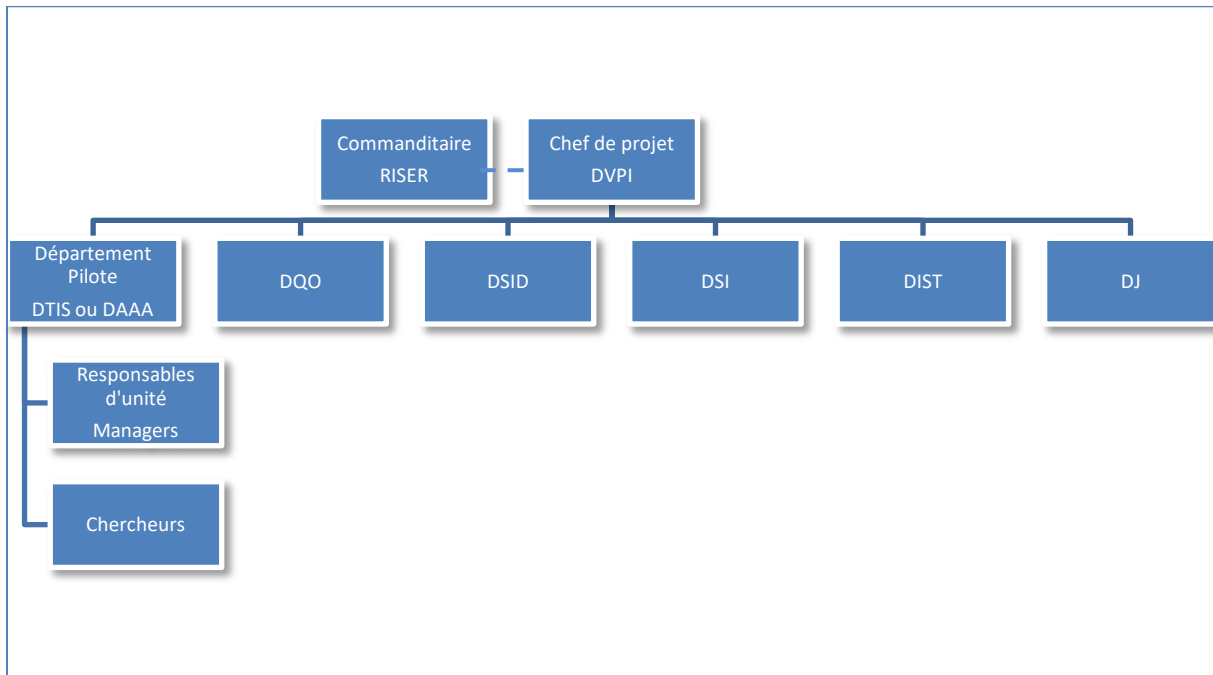 Commanditaire
RISER
Chef de projet
DVPI
Département
Pilote
DTIS ou DAAA
DQO
DSID
DSI
DIST
DJ
Responsables
d'unité
Managers
Chercheurs